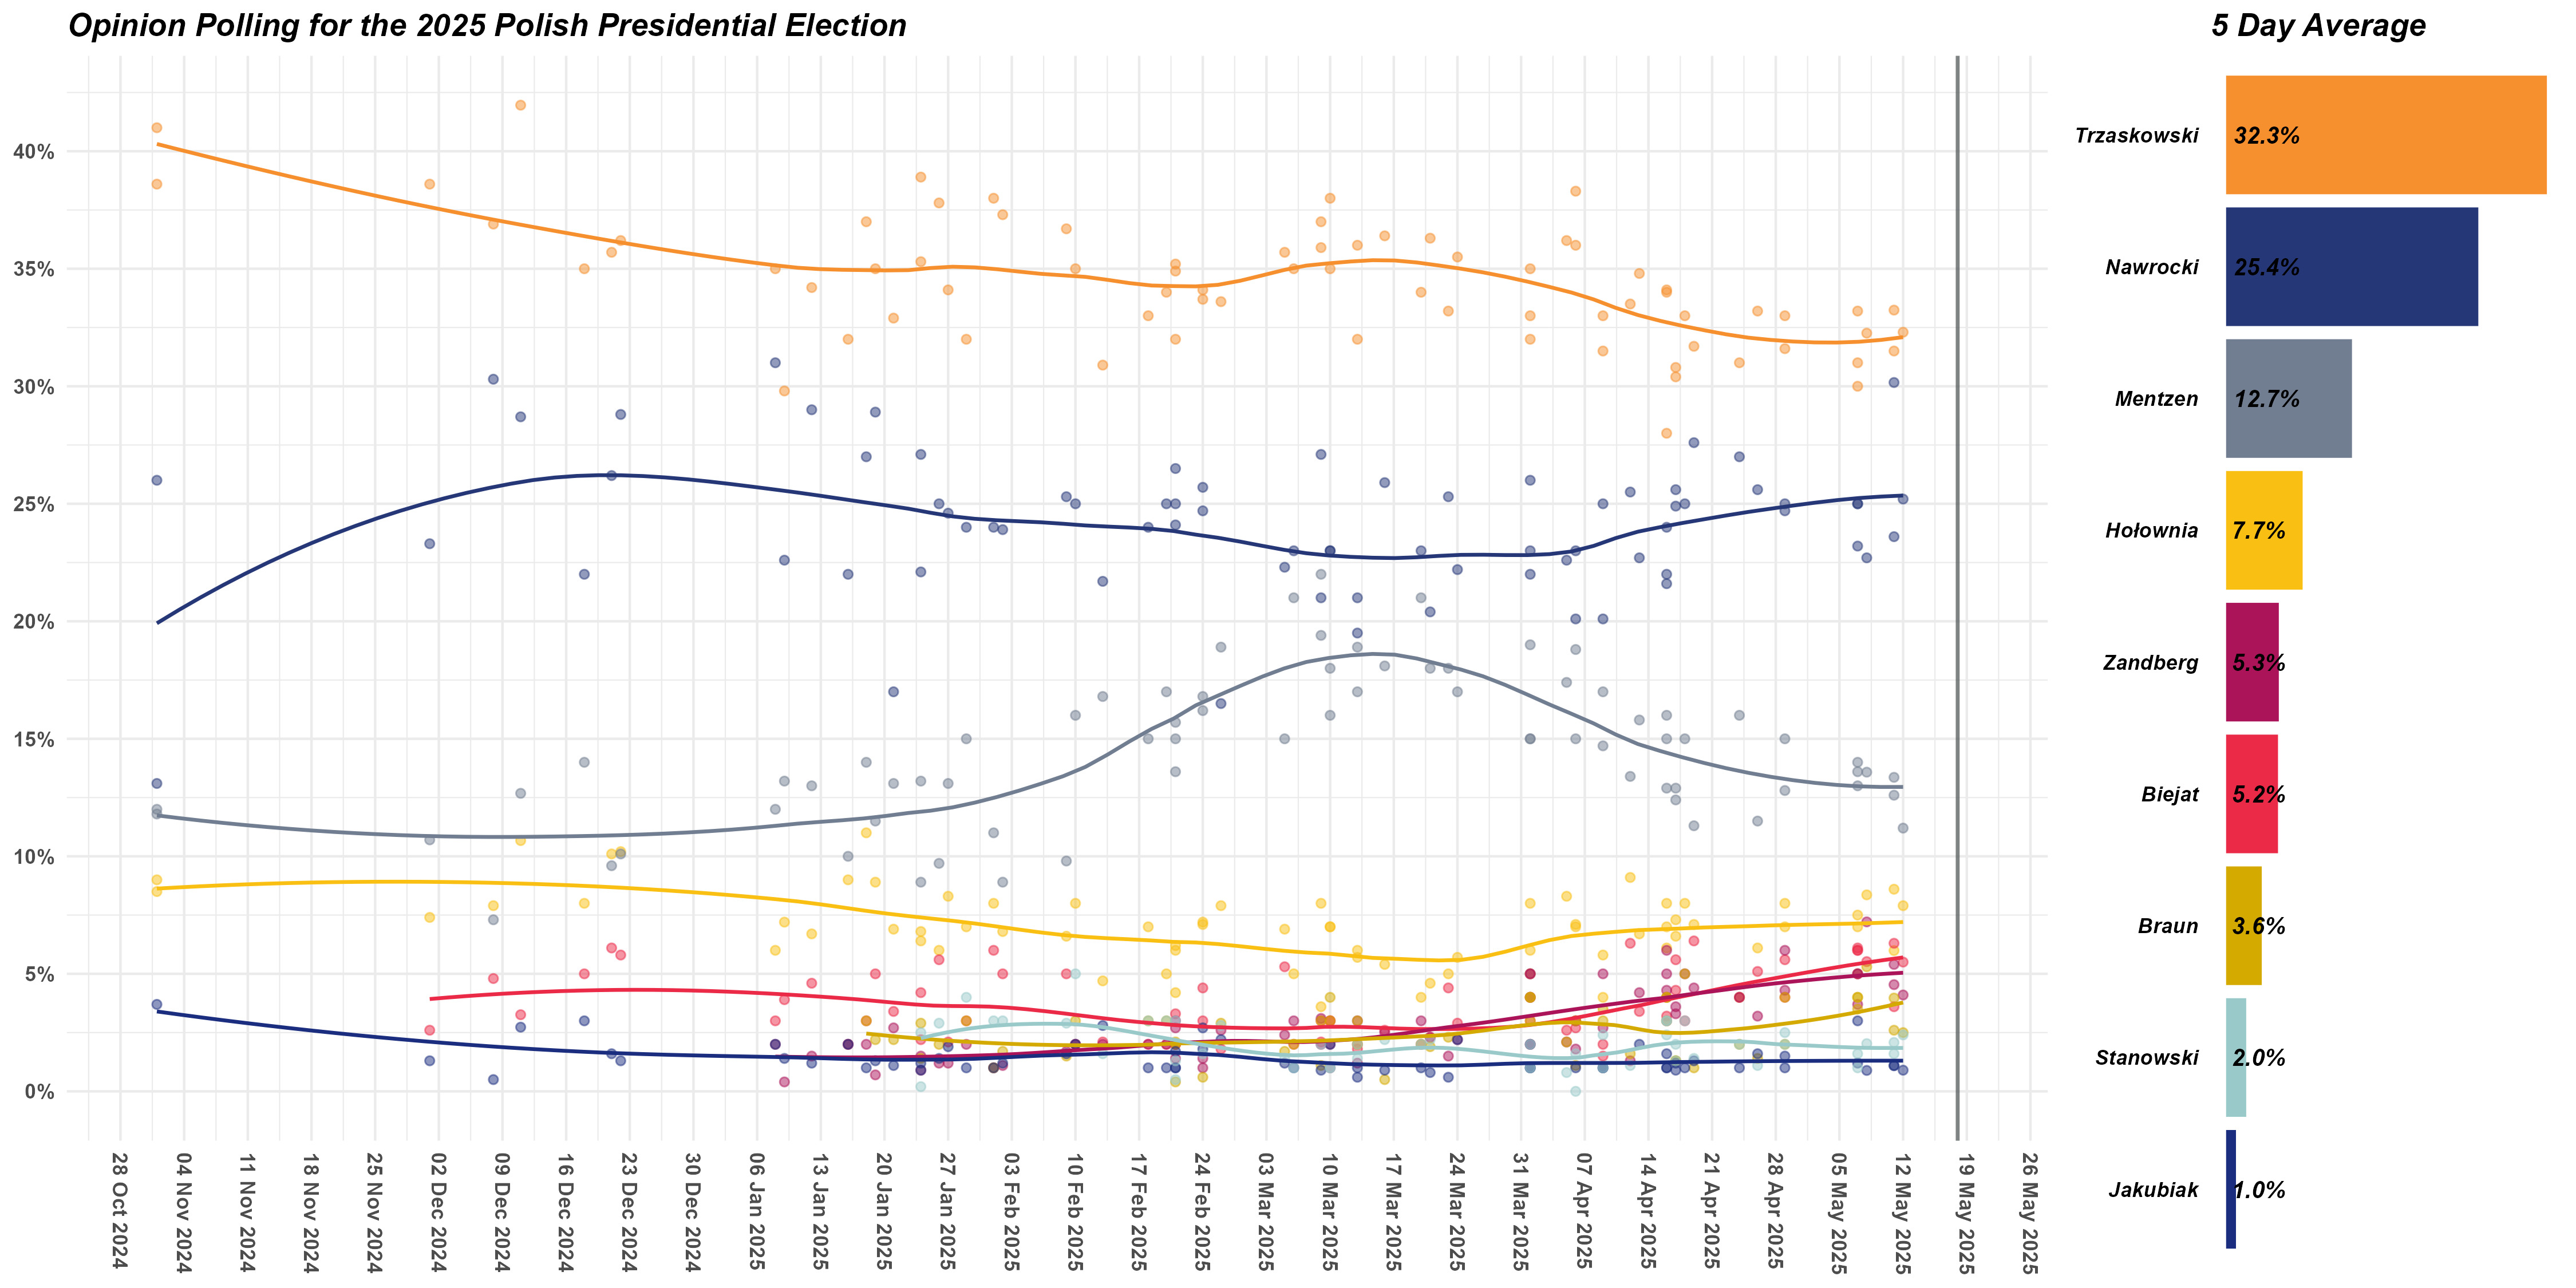 Opinion Polling for the 2025 Polish Presidential Election
40%
35%
30%
25%
20%
15%
10%
5%
0%
28 Oct 2024
04 Nov 2024
11 Nov 2024
18 Nov 2024
25 Nov 2024
02 Dec 2024
09 Dec 2024
16 Dec 2024
23 Dec 2024
30 Dec 2024
06 Jan 2025
13 Jan 2025
20 Jan 2025
27 Jan 2025
03 Feb 2025
10 Feb 2025
17 Feb 2025
24 Feb 2025
03 Mar 2025
10 Mar 2025
17 Mar 2025
24 Mar 2025
31 Mar 2025
07 Apr 2025
14 Apr 2025
21 Apr 2025
28 Apr 2025
05 May 2025
12 May 2025
19 May 2025
26 May 2025
5 Day Average
Trzaskowski 32.3%
Nawrocki 25.4%
Mentzen 12.7%
Hołownia 7.7%
Zandberg 5.3%
Biejat 5.2%
Braun 3.6%
Stanowski 2.0%
Jakubiak 1.0%